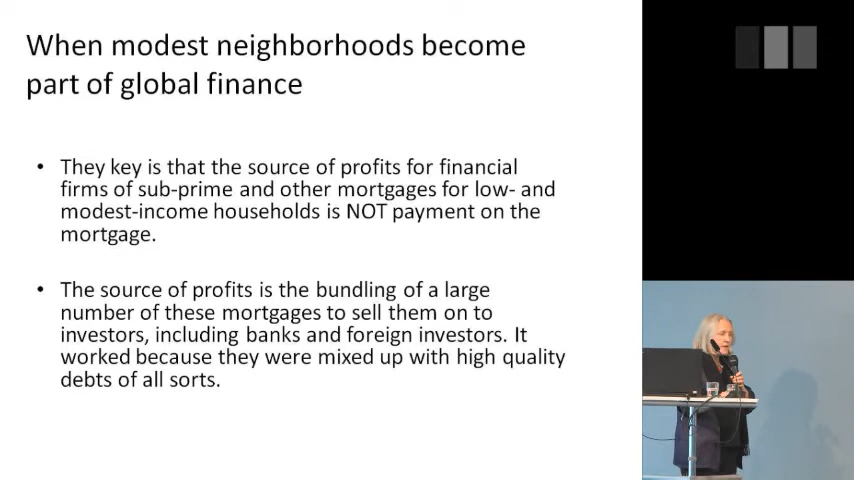 When modest neighborhoods become
part of global finance
• They key is that the source of profits for financial
firms of sub-prime and other mortgages for low- and
modest-income households is NOT payment on the
mortgage.
• The source of profits is the bundling of a large
number of these mortgages to sell them on to
investors, including banks and foreign investors. It
worked because they were mixed up with high quality
debts of all sorts.